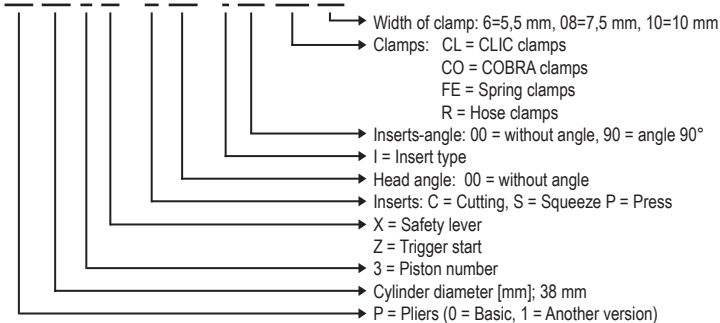 Width of clamp: 6=5,5 mm, 08=7,5 mm, 10=10 mm
Clamps: CL = CLIC clamps
CO = COBRA clamps
FE = Spring clamps
R = Hose clamps
Inserts-angle: 00 = without angle, 90 = angle 90°
I = Insert type
Head angle: 00 = without angle
Inserts: C = Cutting, S = Squeeze P = Press
X = Safety lever
Z = Trigger start
3 = Piston number
Cylinder diameter [mm]; 38 mm
P = Pliers (0 = Basic, 1 = Another version)